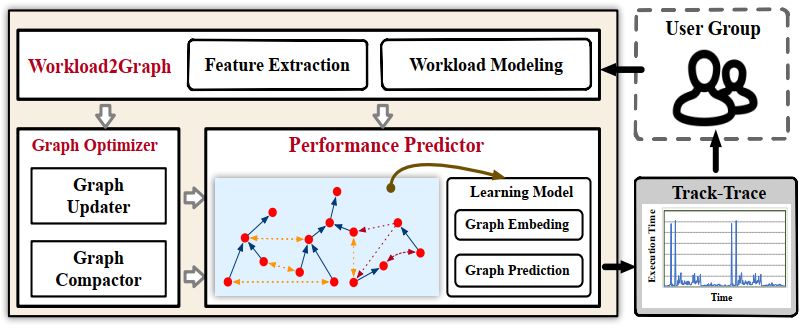 User Group
Workload2Graph
Feature Extraction
Workload Modeling
Graph Optimizer
Graph
Updater
Graph
Compactor
Performance Predictor
Learning Model
Graph Embeding
Graph Prediction
Track-Trace
Execution Time
Time